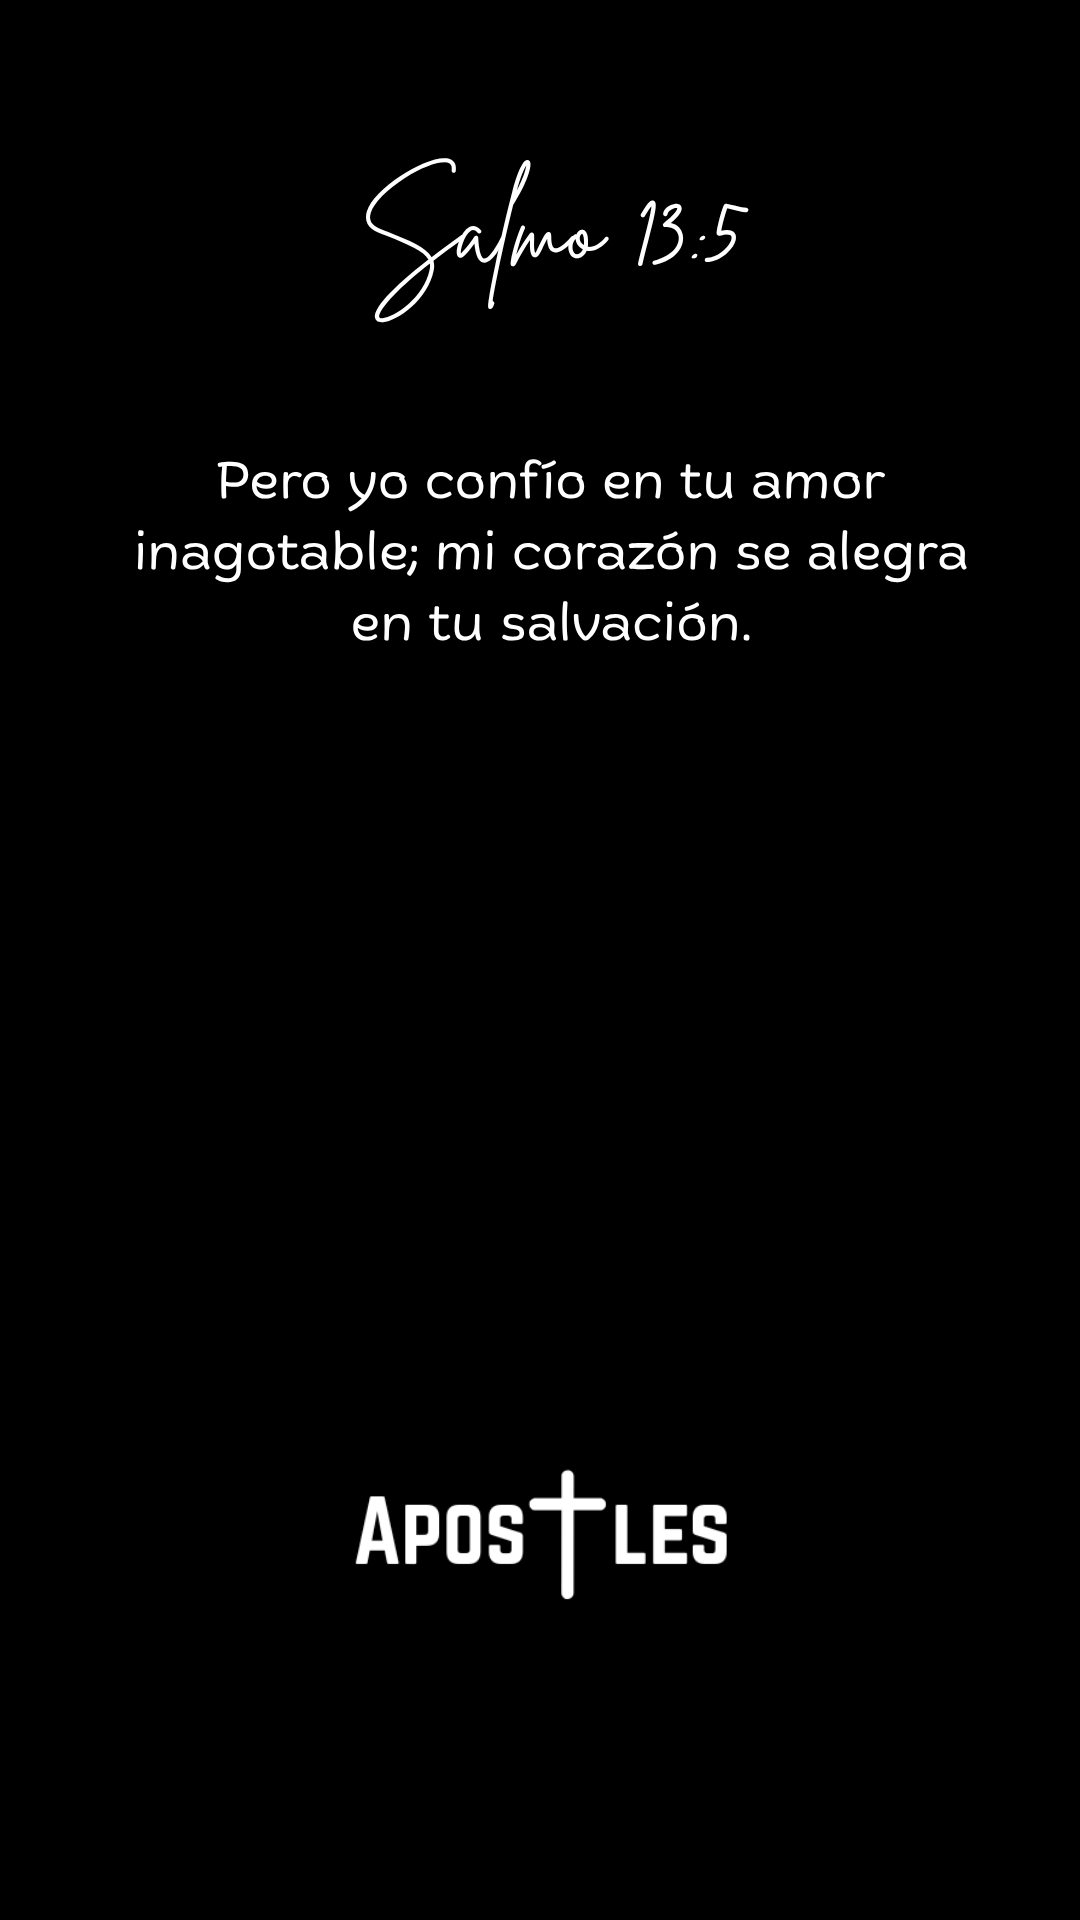 Salmo 13:5
Pero yo confío en tu amor
inagotable; mi corazón se alegra
en tu salvación.
APOSTLES